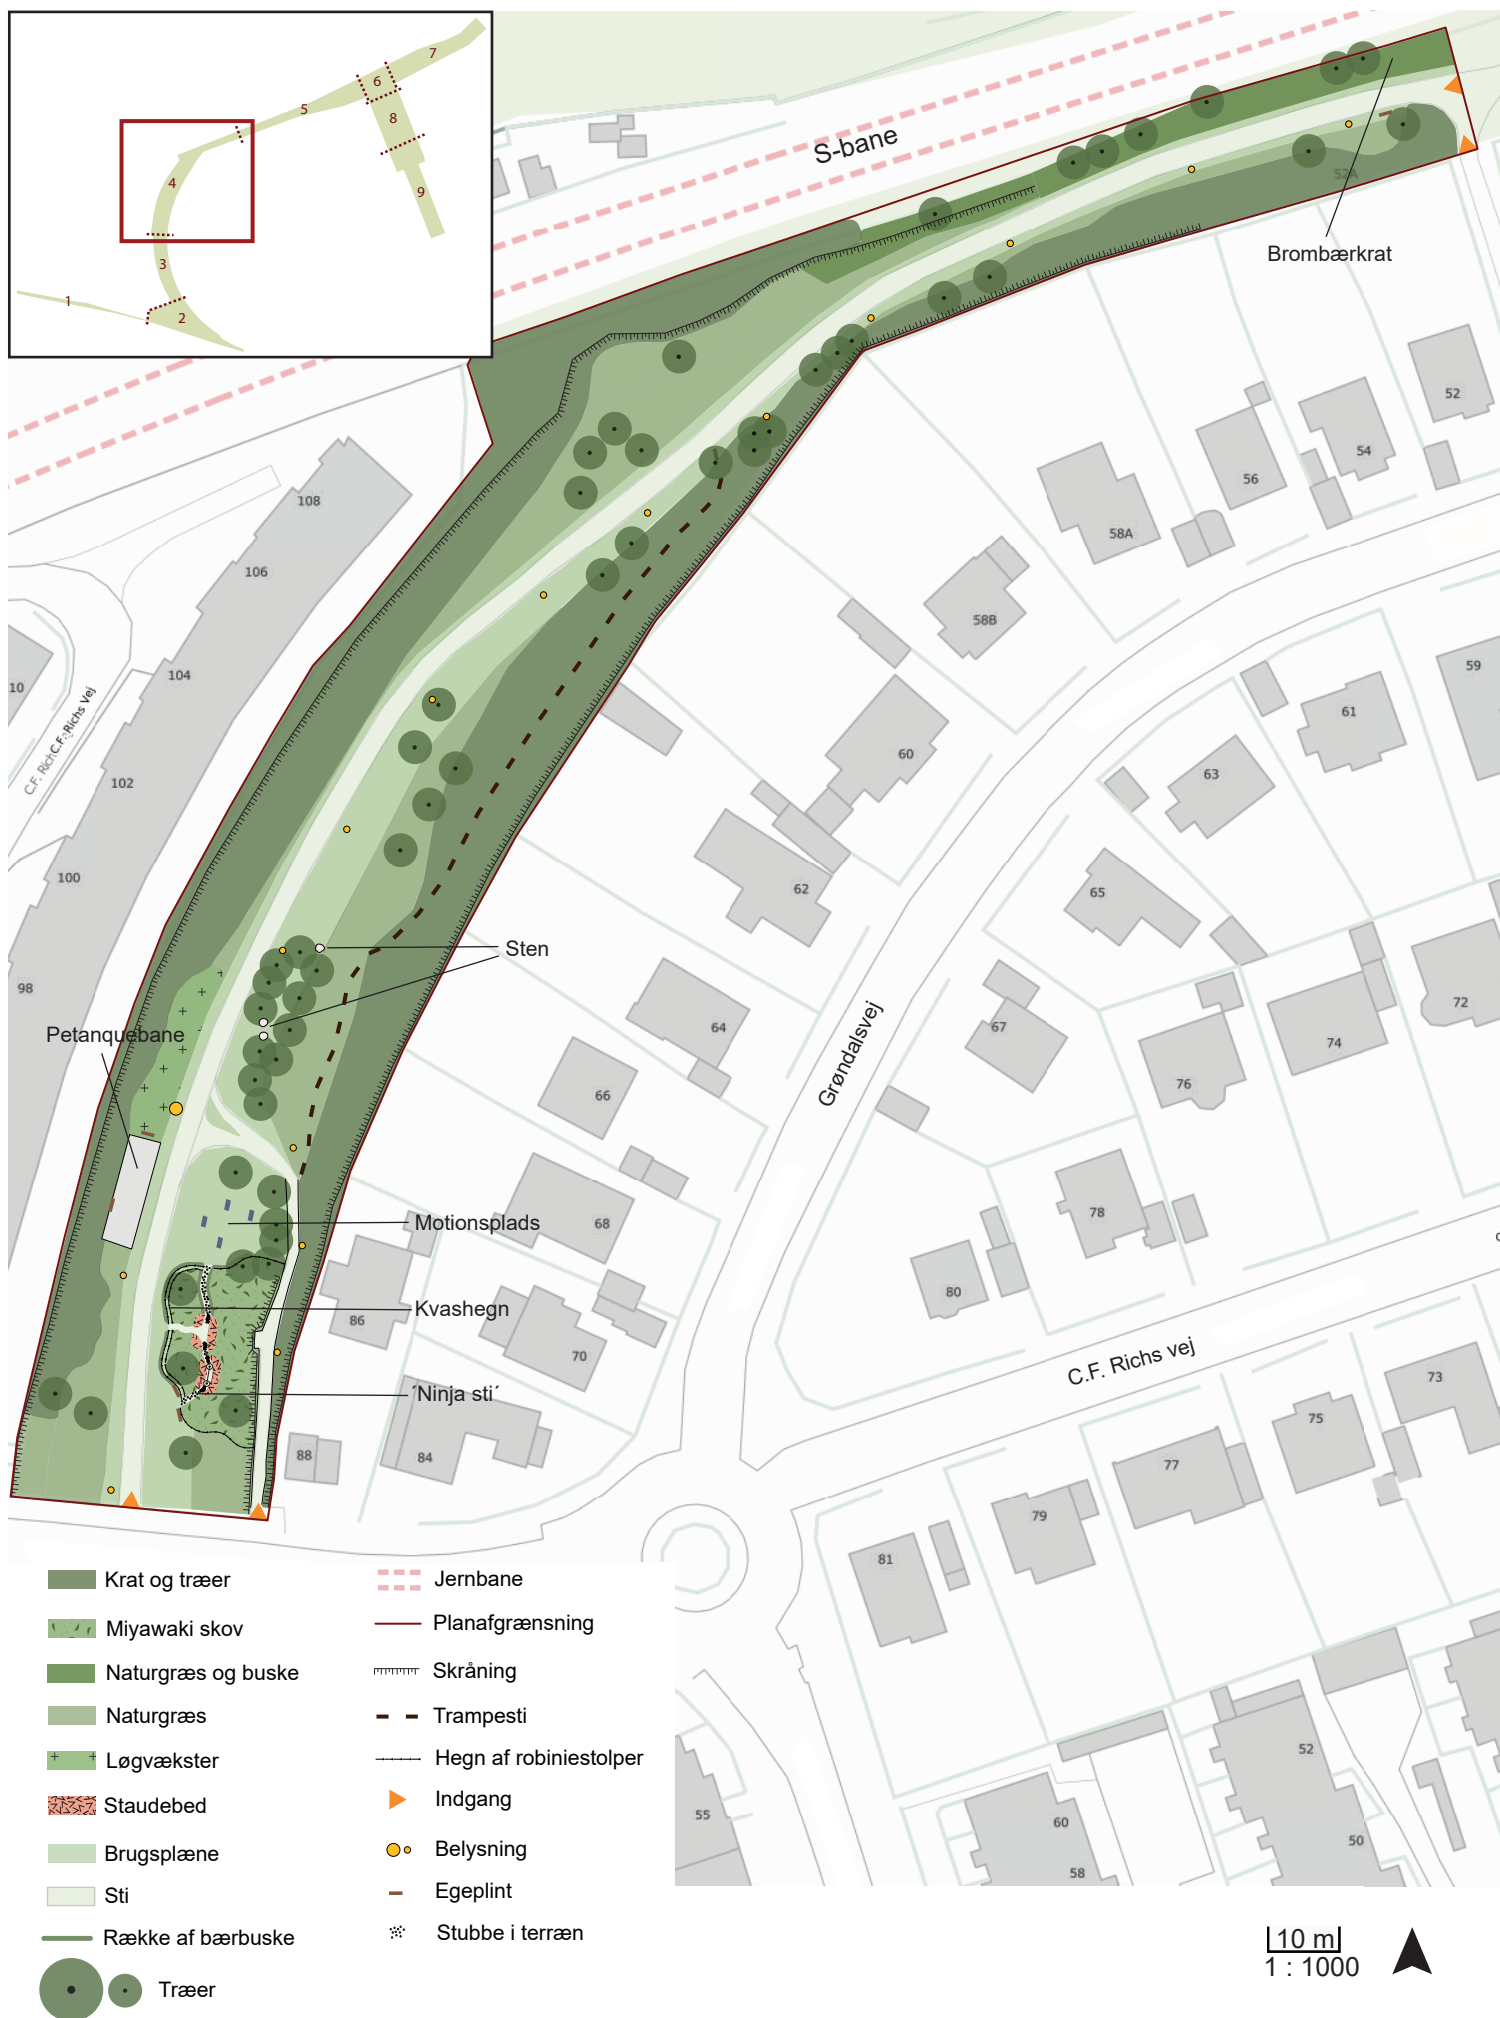 7
6
5
8
4
9
3
1
2
S-bane
52A
Brombærkrat
52
54
56
58A
108
106
58B
104
10
59
61
C.F. Richs Vej
60
63
102
100
62
65
Sten
98
72
64
67
74
Petanquebane
Grøndalsvej
66
76
Motionsplads
68
78
80
Kvashegn
86
70
C.F. Richs vej
´Ninja sti´
73
75
88
84
77
79
81
52
55
60
50
58
Krat og træer
Miyawaki skov
Naturgræs og buske
Naturgræs
Løgvækster
Staudebed
Brugsplæne
Sti
Række af bærbuske
Træer
Jernbane
Planafgrænsning
Skråning
Trampesti
Hegn af robiniestolper
Indgang
Belysning
Egeplint
Stubbe i terræn
10 m
1 : 1000